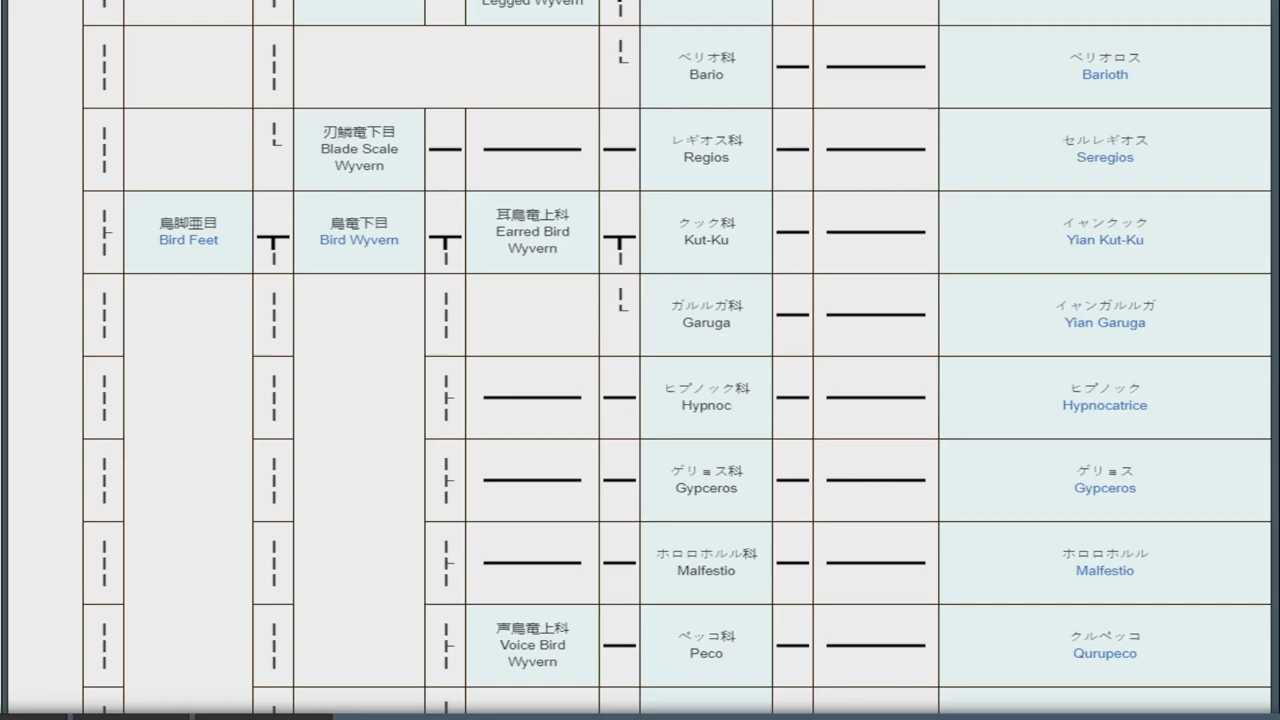 Legged Wyvern
ベリオ科
Bario
ベリオロス
Barioth
刃鱗竜下目
Blade Scale
Wyvern
レギオス科
Regios
セルレギオス
Seregios
鳥脚亜目
Bird Feet
鳥竜下目
Bird Wyvern
耳鳥竜上科
Earred Bird
Wyvern
クック科
Kut-Ku
イャンクック
Yian Kut-Ku
ガルルガ科
Garuga
イャンガルルガ
Yian Garuga
ヒプノック科
Hypnoc
ヒプノック
Hypnocatrice
ゲリョス科
Gypceros
ゲリョス
Gypceros
ホロロホルル科
Malfestio
ホロロホルル
Malfestio
声鳥竜上科
Voice Bird
Wyvern
ペッコ科
Peco
クルペッコ
Qurupeco